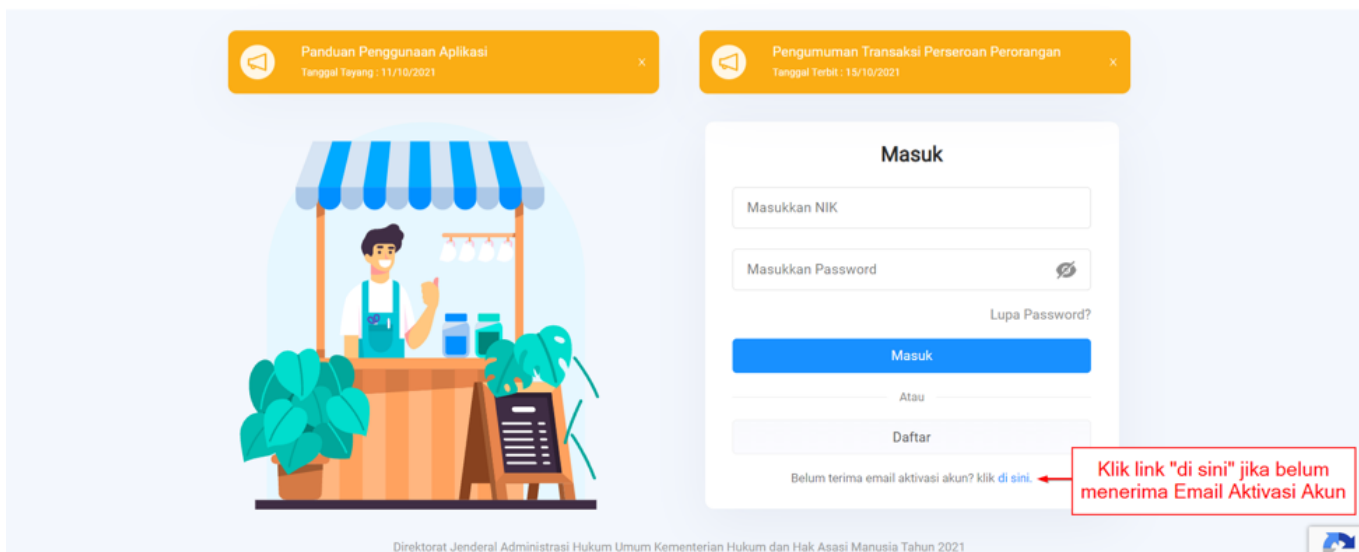 Panduan Penggunaan Aplikasi
Tanggal Tayang : 11/10/2021
×
Pengumuman Transaksi Perseroan Perorangan
Tanggal Terbit : 15/10/2021
×
Masuk
Masukkan NIK
Masukkan Password
Lupa Password?
Masuk
Atau
Daftar
Belum terima email aktivasi akun? klik di sini.
Klik link "di sini" jika belum
menerima Email Aktivasi Akun
Direktorat Jenderal Administrasi Hukum Umum Kementerian Hukum dan Hak Asasi Manusia Tahun 2021